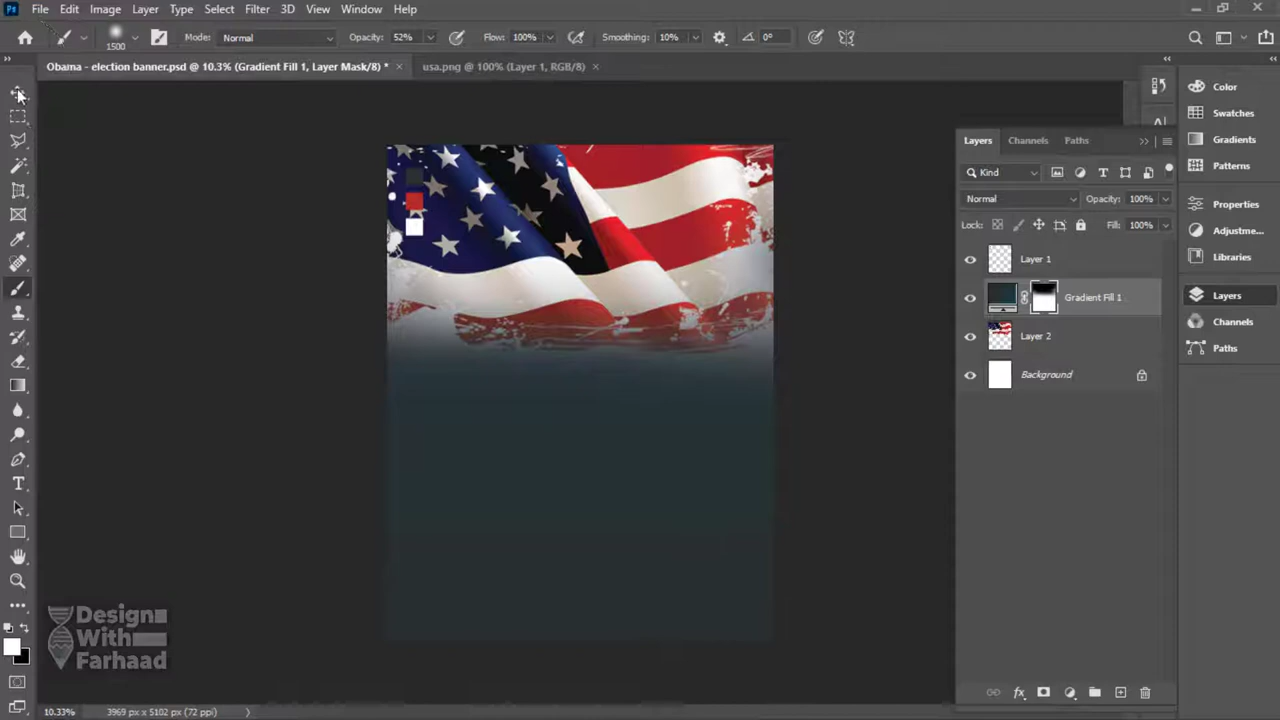 Ps File Edit Image Layer Type Select Filter 3D View Window Help
1500 Mode: Normal Opacity: 52% Flow: 100% Smoothing: 10% 0°
Obama - election banner.psd @ 10.3% (Gradient Fill 1, Layer Mask/8) * × usa.png @ 100% (Layer 1, RGB/8) ×
Color
Swatches
Gradients
Patterns
Properties
Adjustme...
Libraries
Layers
Channels
Paths
Layers Channels Paths
Kind
Normal Opacity: 100%
Lock: Fill: 100%
Layer 1
Gradient Fill 1
Layer 2
Background
fx
Design
With
Farhaad
10.33% 3969 px x 5102 px (72 ppi)